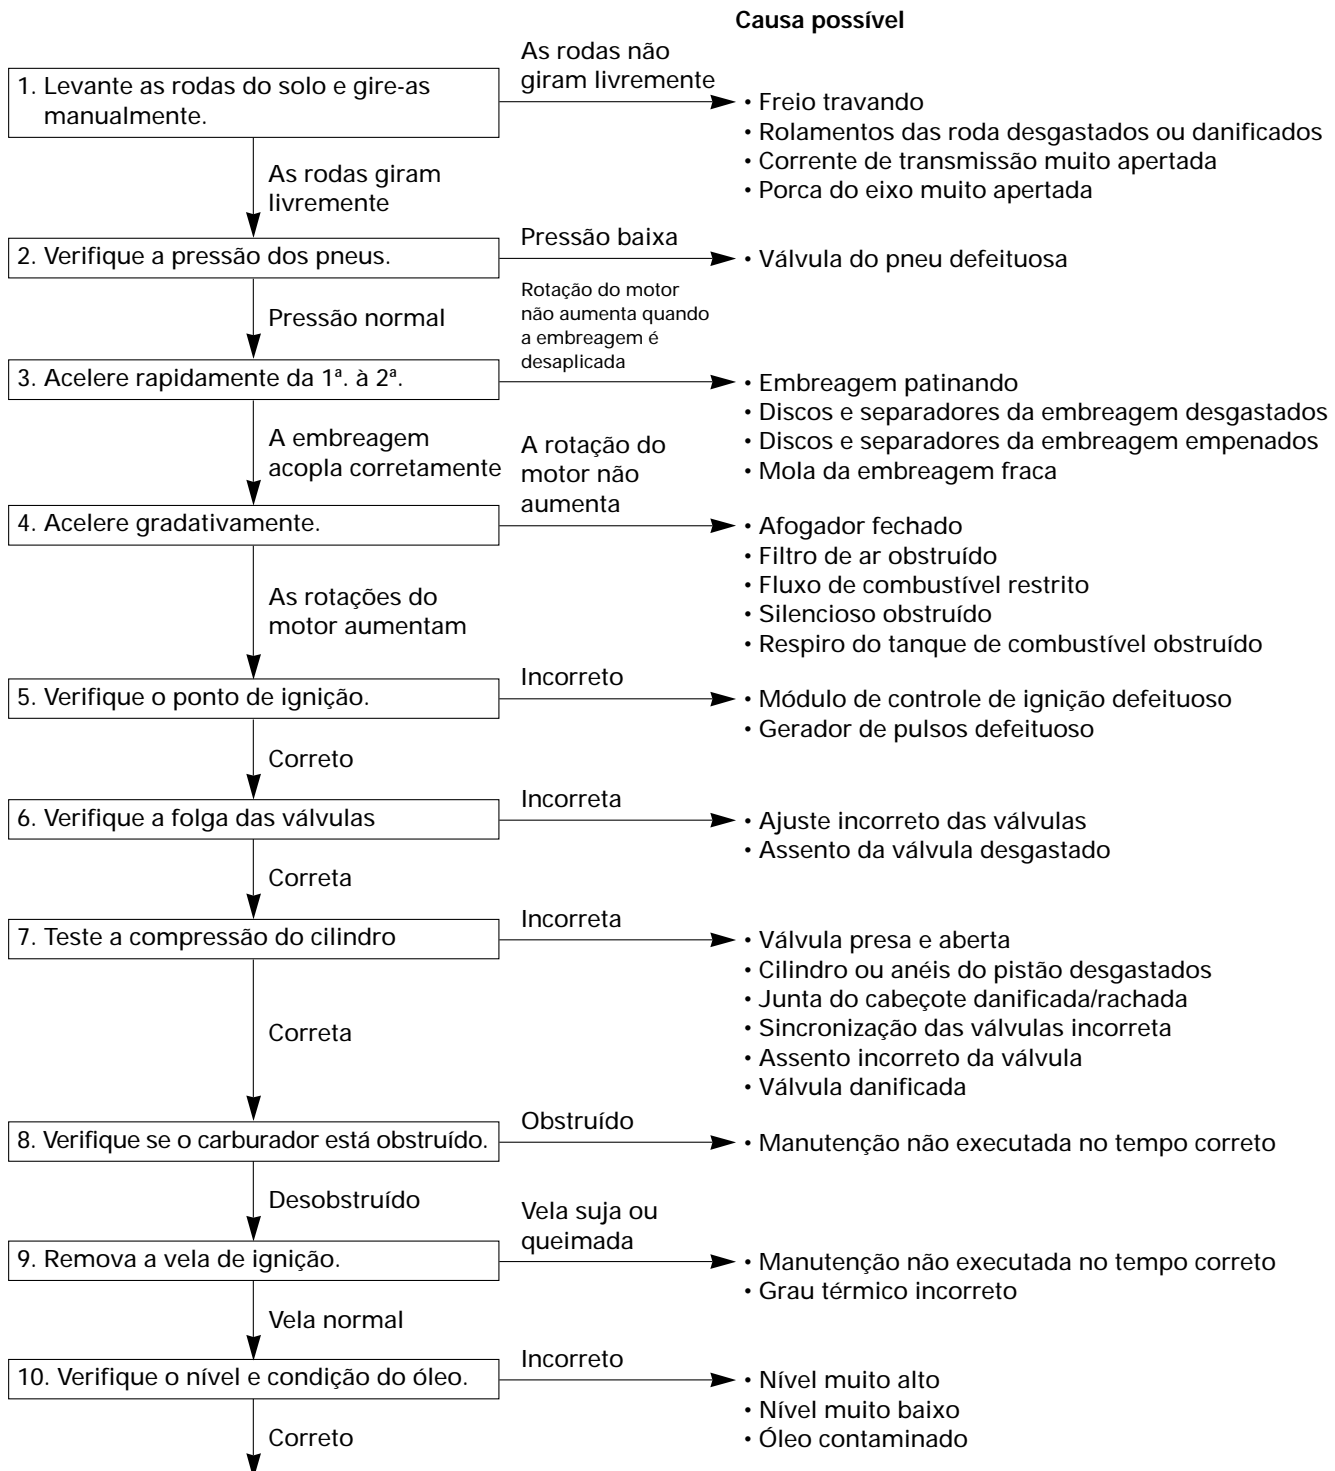 Causa possível
As rodas não
giram livremente
1. Levante as rodas do solo e gire-as
manualmente.
• Freio travando
• Rolamentos das roda desgastados ou danificados
• Corrente de transmissão muito apertada
• Porca do eixo muito apertada
As rodas giram
livremente
Pressão baixa
2. Verifique a pressão dos pneus.
• Válvula do pneu defeituosa
Pressão normal
Rotação do motor
não aumenta quando
a embreagem é
desaplicada
3. Acelere rapidamente da 1ª. à 2ª.
• Embreagem patinando
• Discos e separadores da embreagem desgastados
• Discos e separadores da embreagem empenados
• Mola da embreagem fraca
A embreagem
acopla corretamente
A rotação do
motor não
aumenta
4. Acelere gradativamente.
• Afogador fechado
• Filtro de ar obstruído
• Fluxo de combustível restrito
• Silencioso obstruído
• Respiro do tanque de combustível obstruído
As rotações do
motor aumentam
Incorreto
5. Verifique o ponto de ignição.
• Módulo de controle de ignição defeituoso
• Gerador de pulsos defeituoso
Correto
Incorreta
6. Verifique a folga das válvulas
• Ajuste incorreto das válvulas
• Assento da válvula desgastado
Correta
Incorreta
7. Teste a compressão do cilindro
• Válvula presa e aberta
• Cilindro ou anéis do pistão desgastados
• Junta do cabeçote danificada/rachada
• Sincronização das válvulas incorreta
• Assento incorreto da válvula
• Válvula danificada
Correta
Obstruído
8. Verifique se o carburador está obstruído.
• Manutenção não executada no tempo correto
Desobstruído
Vela suja ou
queimada
9. Remova a vela de ignição.
• Manutenção não executada no tempo correto
• Grau térmico incorreto
Vela normal
Incorreto
10. Verifique o nível e condição do óleo.
• Nível muito alto
• Nível muito baixo
• Óleo contaminado
Correto